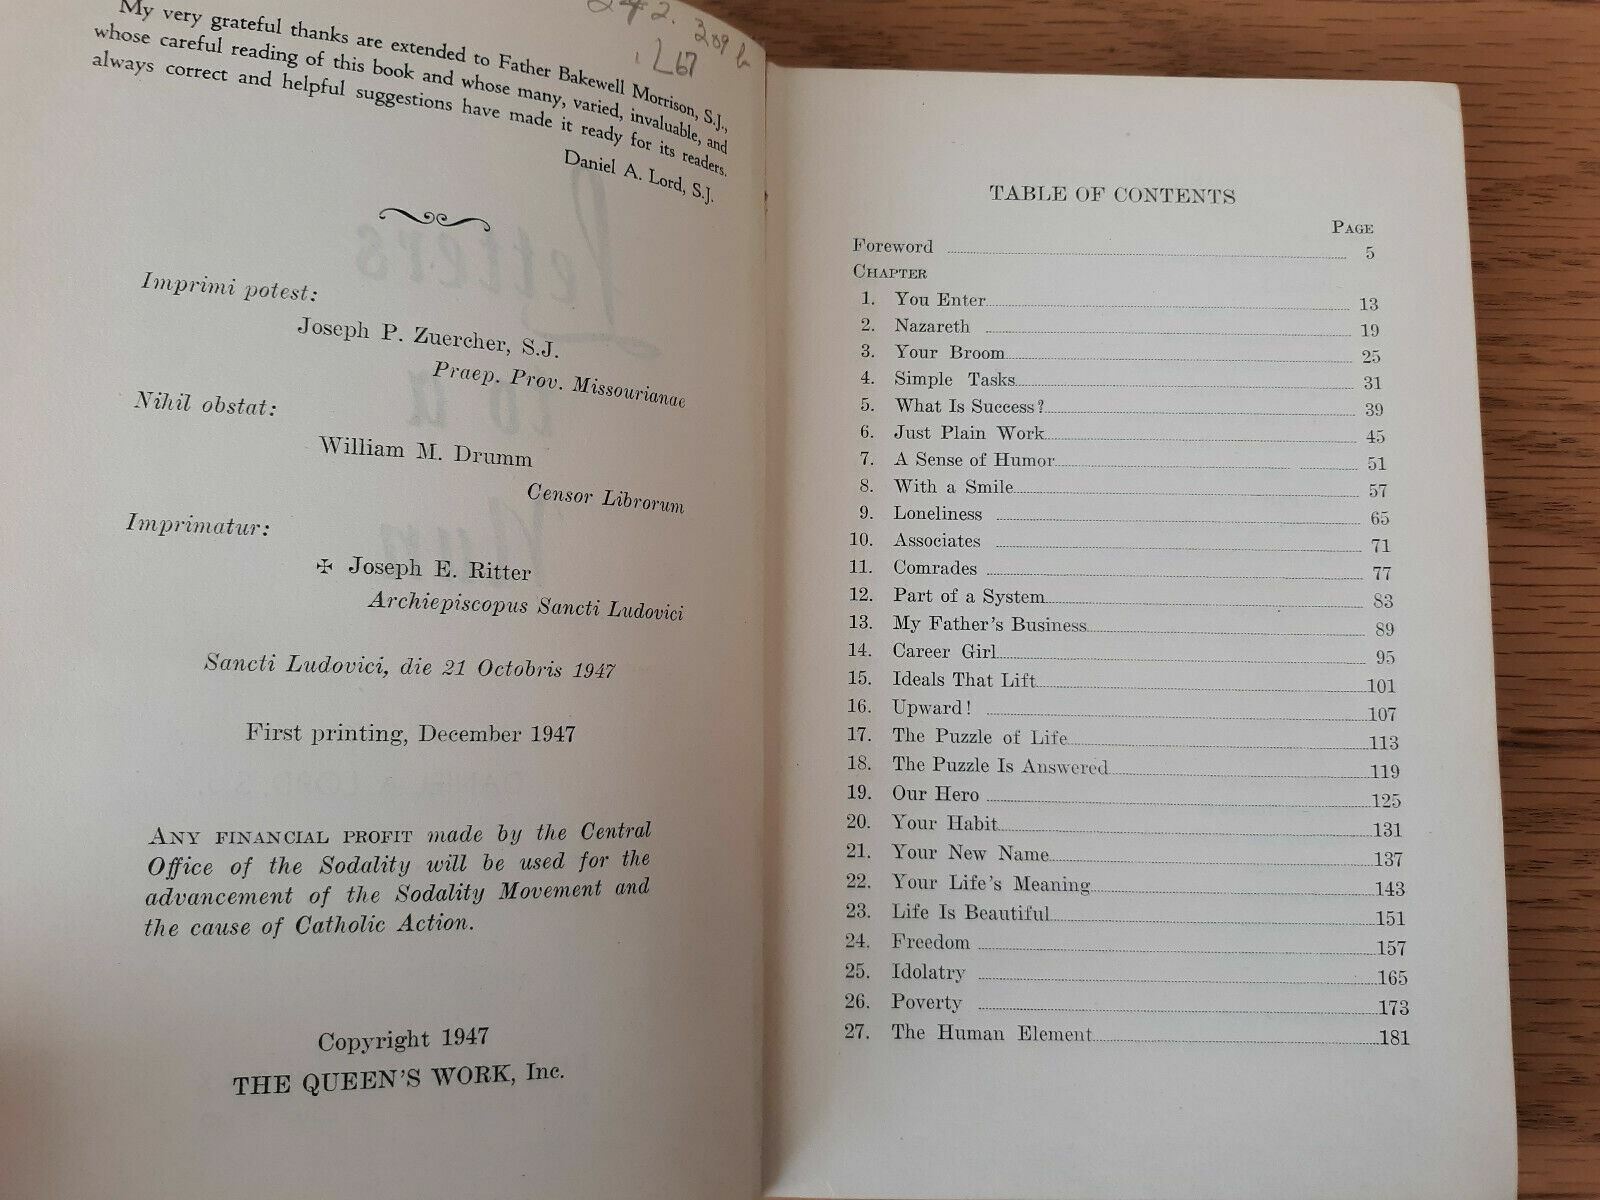 242.
209 h
.L67
My very grateful thanks are extended to Father Bakewell Morrison, S.J.,
whose careful reading of this book and whose many, varied, invaluable, and
always correct and helpful suggestions have made it ready for its readers.
Daniel A. Lord, S.J.
Imprimi potest:
Joseph P. Zuercher, S.J.
Praep. Prov. Missourianae
Nihil obstat:
William M. Drumm
Censor Librorum
Imprimatur:
✠ Joseph E. Ritter
Archiepiscopus Sancti Ludovici
Sancti Ludovici, die 21 Octobris 1947
First printing, December 1947
ANY FINANCIAL PROFIT made by the Central
Office of the Sodality will be used for the
advancement of the Sodality Movement and
the cause of Catholic Action.
Copyright 1947
THE QUEEN'S WORK, Inc.
Letters
to a
Nun
DANIEL A. LORD, S.J.
TABLE OF CONTENTS
PAGE
Foreword 5
CHAPTER
1. You Enter 13
2. Nazareth 19
3. Your Broom 25
4. Simple Tasks 31
5. What Is Success? 39
6. Just Plain Work 45
7. A Sense of Humor 51
8. With a Smile 57
9. Loneliness 65
10. Associates 71
11. Comrades 77
12. Part of a System 83
13. My Father's Business 89
14. Career Girl 95
15. Ideals That Lift 101
16. Upward! 107
17. The Puzzle of Life 113
18. The Puzzle Is Answered 119
19. Our Hero 125
20. Your Habit 131
21. Your New Name 137
22. Your Life's Meaning 143
23. Life Is Beautiful 151
24. Freedom 157
25. Idolatry 165
26. Poverty 173
27. The Human Element 181